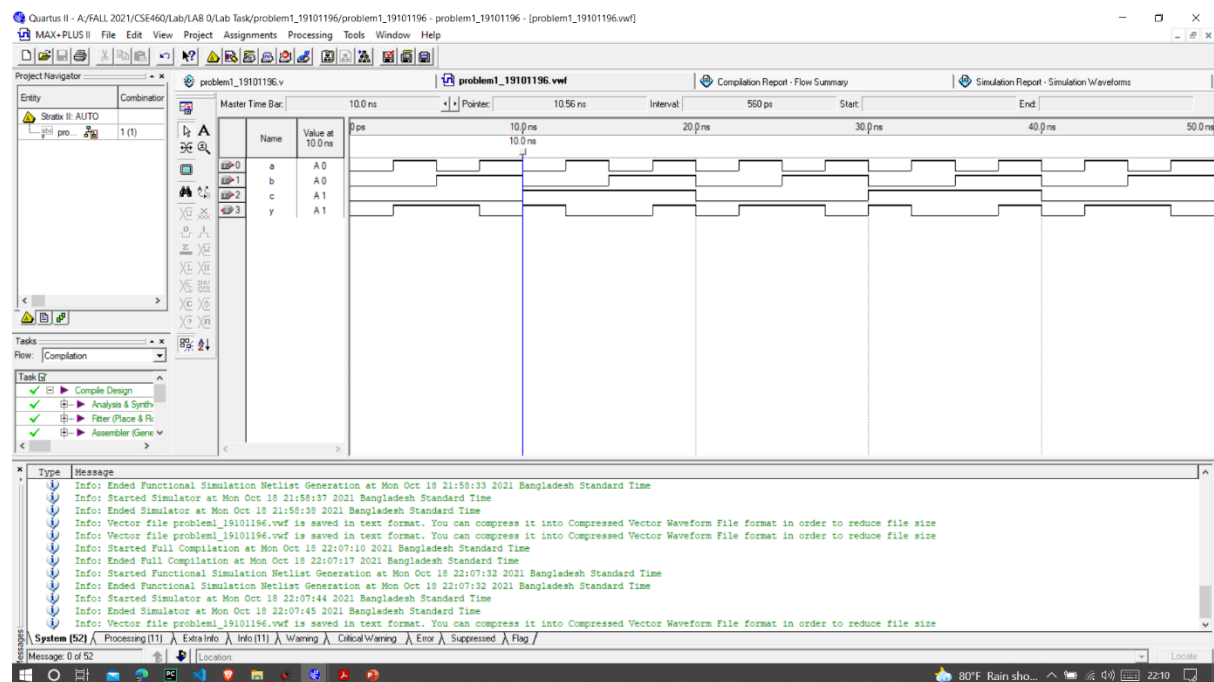 Quartus II - A:/FALL 2021/CSE460/Lab/LAB 0/Lab Task/problem1_19101196/problem1_19101196 - problem1_19101196 - [problem1_19101196.vwf]
MAX+PLUS II File Edit View Project Assignments Processing Tools Window Help
Project Navigator
problem1_19101196.v
problem1_19101196.vwf
Compilation Report - Flow Summary
Simulation Report - Simulation Waveforms
Entity Combinatior
Stratix II: AUTO
pro... 1 (1)
Master Time Bar: 10.0 ns Pointer: 10.56 ns Interval: 560 ps Start: End:
Name Value at
10.0 ns
0 ps 10.0 ns 20.0 ns 30.0 ns 40.0 ns 50.0 ns
10.0 ns
0 a A 0
1 b A 0
2 c A 1
3 y A 1
Tasks
Flow: Compilation
Task
Compile Design
Analysis & Synth
Fitter (Place & Ro
Assembler (Gene
Type Message
Info: Ended Functional Simulation Netlist Generation at Mon Oct 18 21:58:33 2021 Bangladesh Standard Time
Info: Started Simulator at Mon Oct 18 21:58:37 2021 Bangladesh Standard Time
Info: Ended Simulator at Mon Oct 18 21:58:38 2021 Bangladesh Standard Time
Info: Vector file problem1_19101196.vwf is saved in text format. You can compress it into Compressed Vector Waveform File format in order to reduce file size
Info: Vector file problem1_19101196.vwf is saved in text format. You can compress it into Compressed Vector Waveform File format in order to reduce file size
Info: Started Full Compilation at Mon Oct 18 22:07:10 2021 Bangladesh Standard Time
Info: Ended Full Compilation at Mon Oct 18 22:07:17 2021 Bangladesh Standard Time
Info: Started Functional Simulation Netlist Generation at Mon Oct 18 22:07:32 2021 Bangladesh Standard Time
Info: Ended Functional Simulation Netlist Generation at Mon Oct 18 22:07:32 2021 Bangladesh Standard Time
Info: Started Simulator at Mon Oct 18 22:07:44 2021 Bangladesh Standard Time
Info: Ended Simulator at Mon Oct 18 22:07:45 2021 Bangladesh Standard Time
Info: Vector file problem1_19101196.vwf is saved in text format. You can compress it into Compressed Vector Waveform File format in order to reduce file size
Messages
System (52) Processing (11) Extra Info Info (11) Warning Critical Warning Error Suppressed Flag
Message: 0 of 52 Location: Locate
80°F Rain sho... 22:10